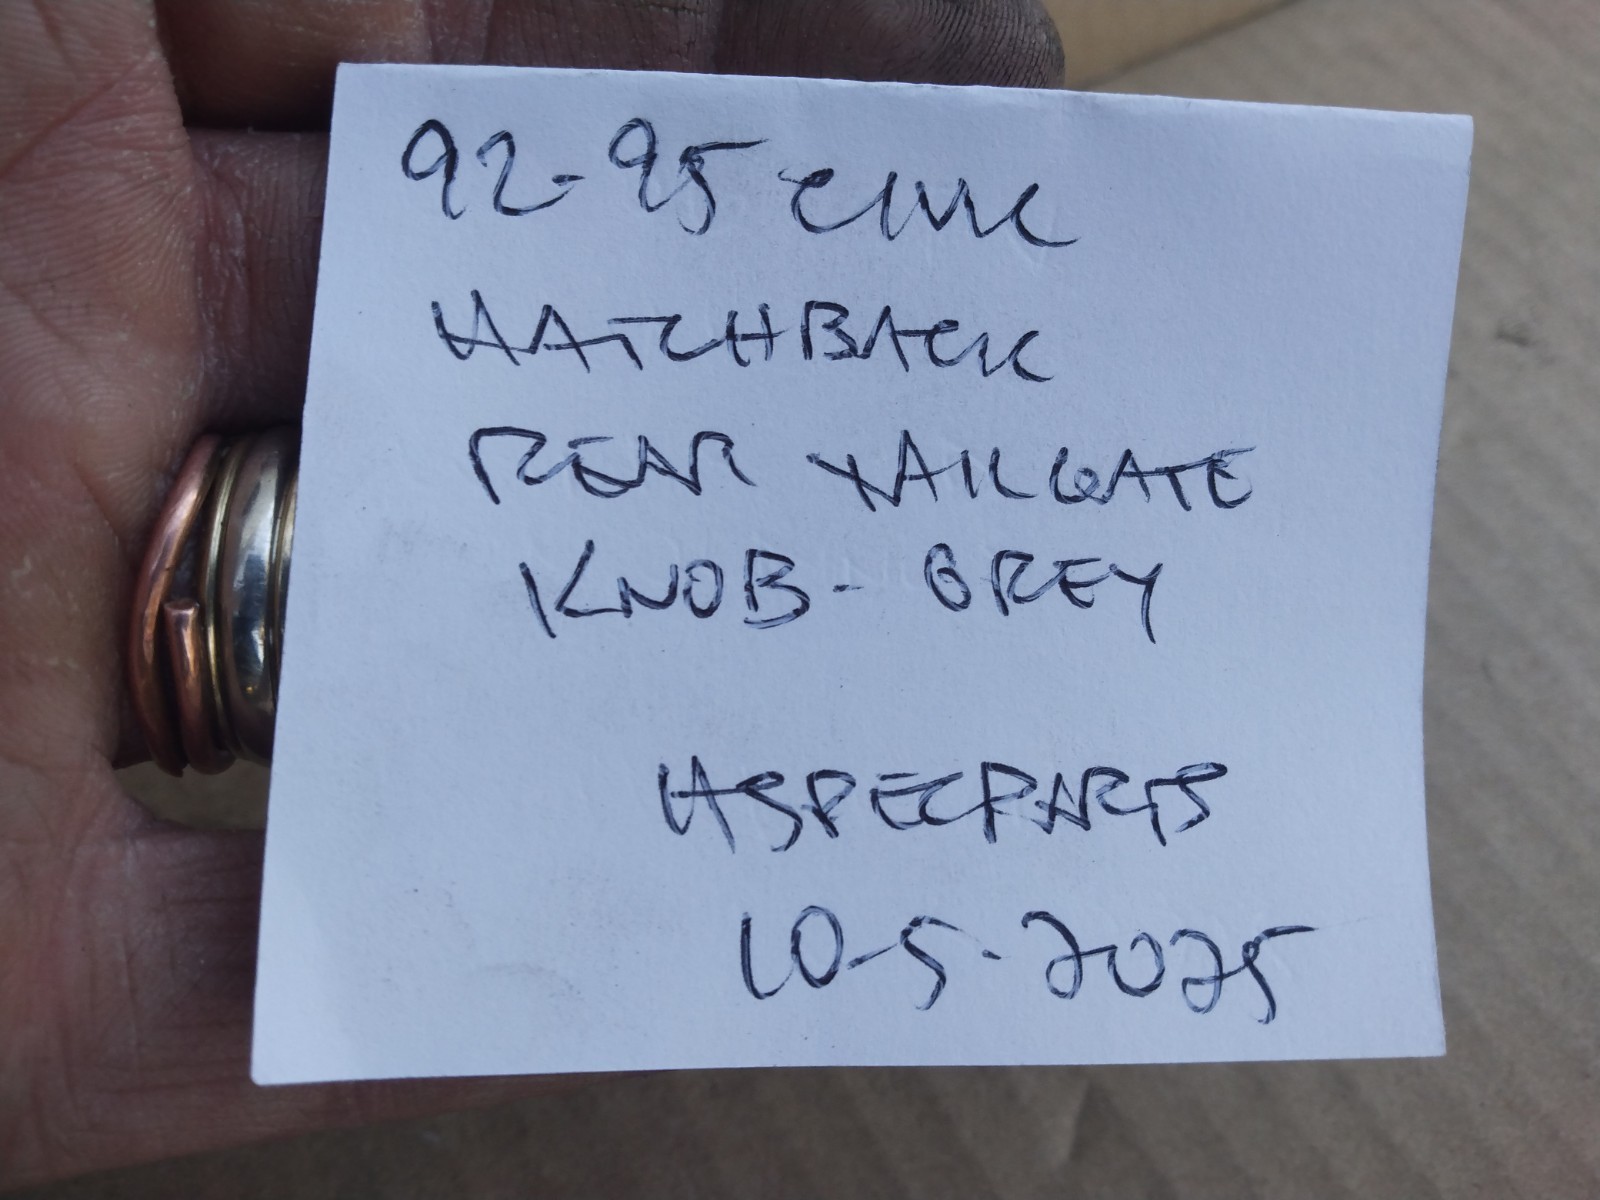 92-95 CIVIC
HATCHBACK
REAR TAILGATE
KNOB- GREY
HSPECPARTS
10-5-2025